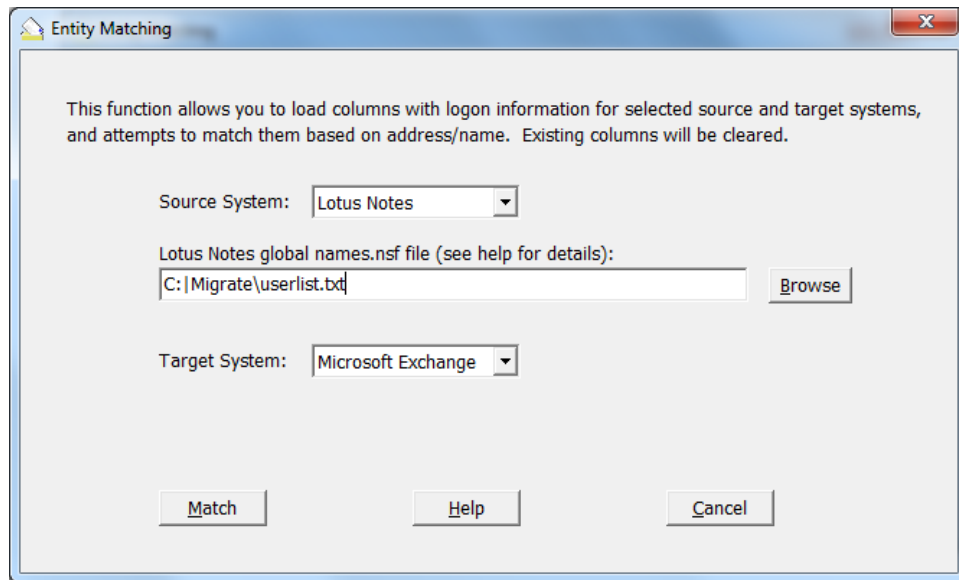 Entity Matching
This function allows you to load columns with logon information for selected source and target systems,
and attempts to match them based on address/name.  Existing columns will be cleared.
Source System: Lotus Notes
Lotus Notes global names.nsf file (see help for details):
C:|Migrate\userlist.txt Browse
Target System: Microsoft Exchange
Match Help Cancel